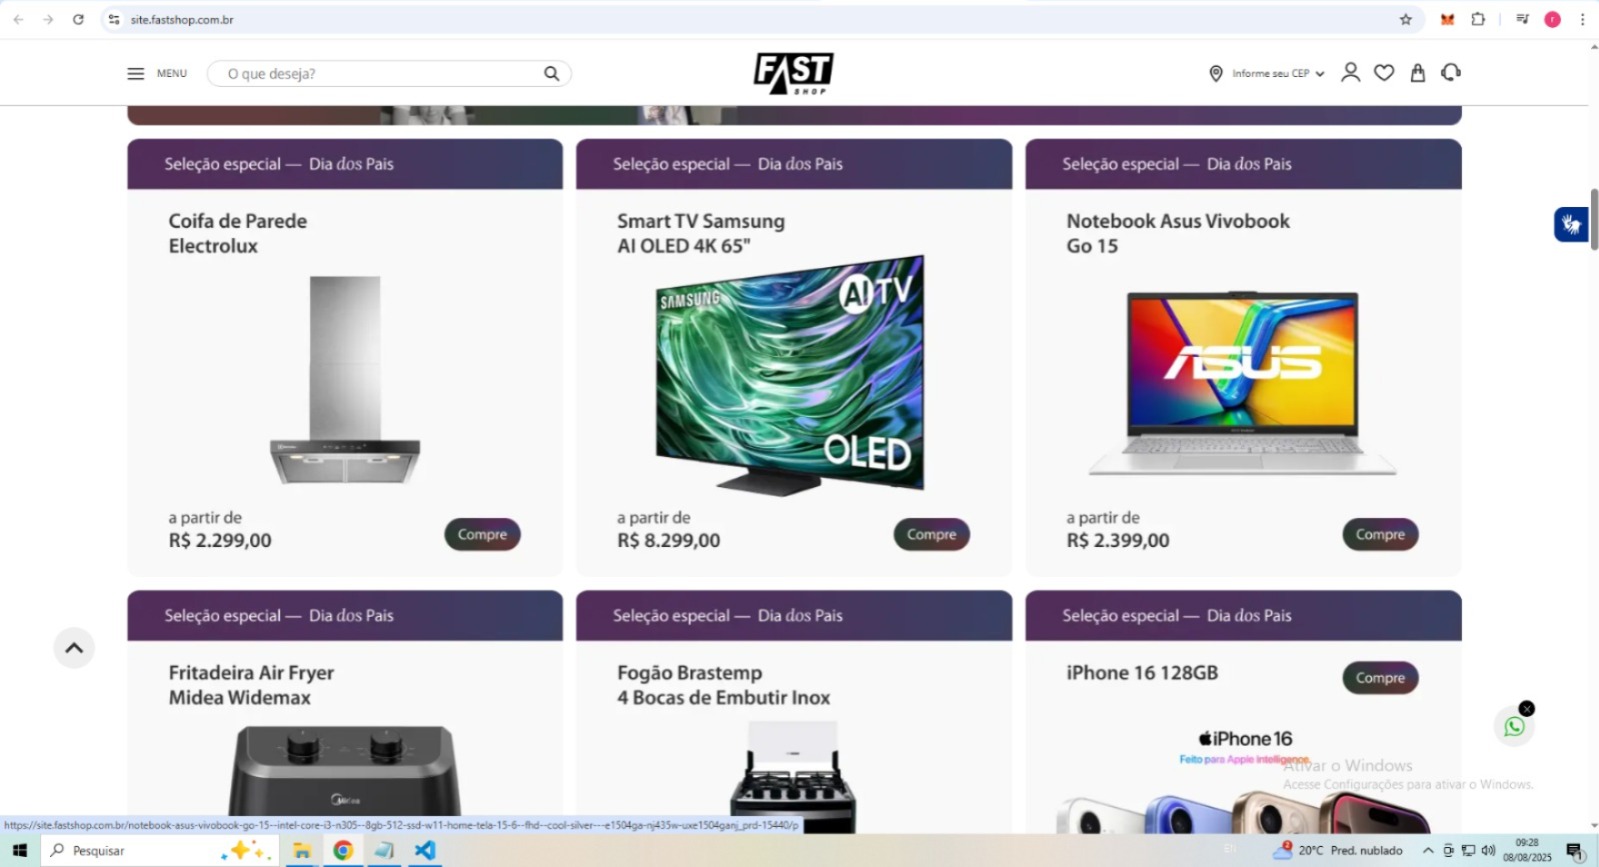 site.fastshop.com.br
MENU
O que deseja?
FAST
SHOP
Informe seu CEP
Seleção especial — Dia dos Pais
Coifa de Parede
Electrolux
a partir de
R$ 2.299,00
Compre
Seleção especial — Dia dos Pais
Smart TV Samsung
AI OLED 4K 65"
SAMSUNG
AI TV
OLED
a partir de
R$ 8.299,00
Compre
Seleção especial — Dia dos Pais
Notebook Asus Vivobook
Go 15
ASUS
a partir de
R$ 2.399,00
Compre
Seleção especial — Dia dos Pais
Fritadeira Air Fryer
Midea Widemax
Midea
Seleção especial — Dia dos Pais
Fogão Brastemp
4 Bocas de Embutir Inox
Seleção especial — Dia dos Pais
iPhone 16 128GB
Compre
iPhone 16
Feito para Apple Intelligence.
Ativar o Windows
Acesse Configurações para ativar o Windows.
https://site.fastshop.com.br/notebook-asus-vivobook-go-15--intel-core-i3-n305--8gb-512-ssd-w11-home-tela-15-6--fhd--cool-silver---e1504ga-nj435w-uxe1504ganj_prd-15440/p
Pesquisar
2
20°C Pred. nublado
09:28
08/08/2025
1